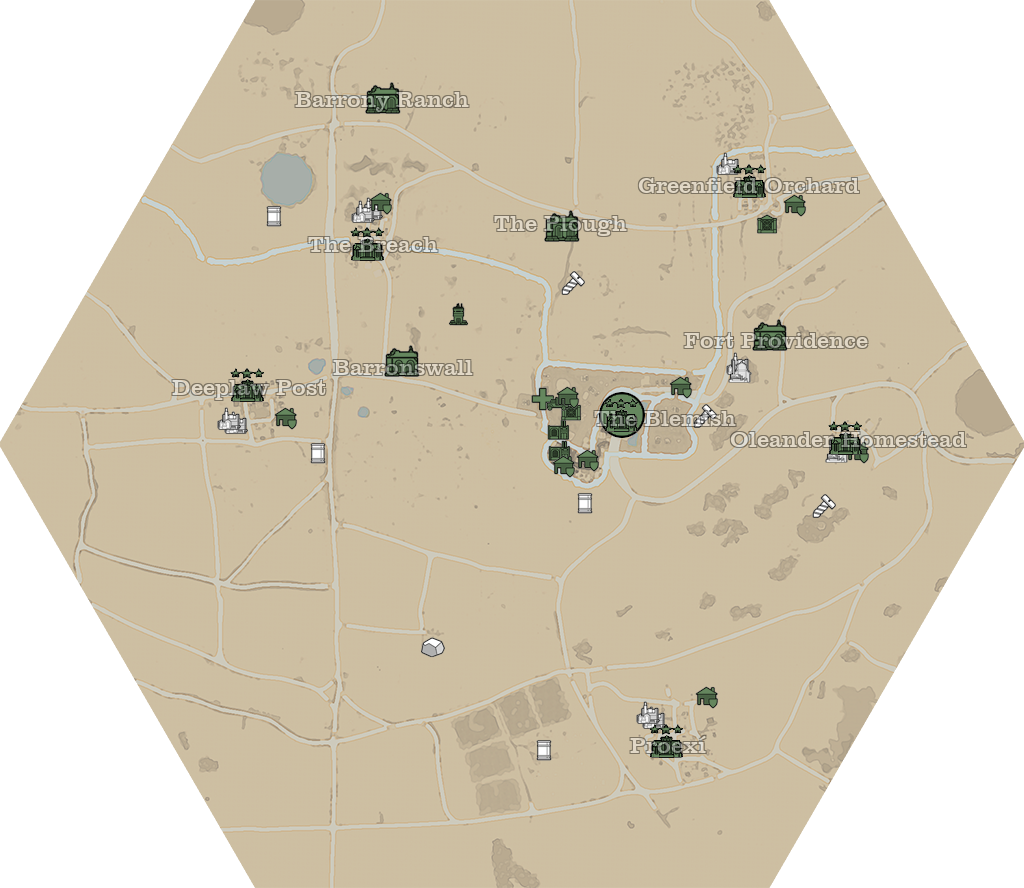 Barrony Ranch
Greenfield Orchard
The Plough
The Breach
Fort Providence
Barronswall
Deeplaw Post
The Blemish
Oleander Homestead
Proexí